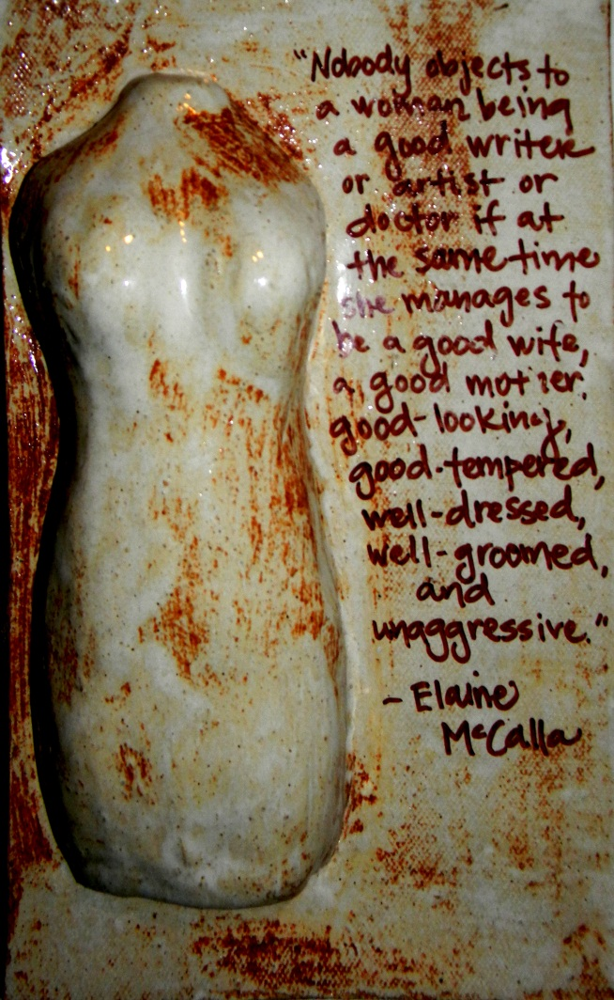 "Nobody objects to
a woman being
a good writer
or artist or
doctor if at
the same time
she manages to
be a good wife,
a good mother.
good-looking,
good-tempered,
well-dressed,
well-groomed,
and
unaggressive."
- Elaine
McCalla